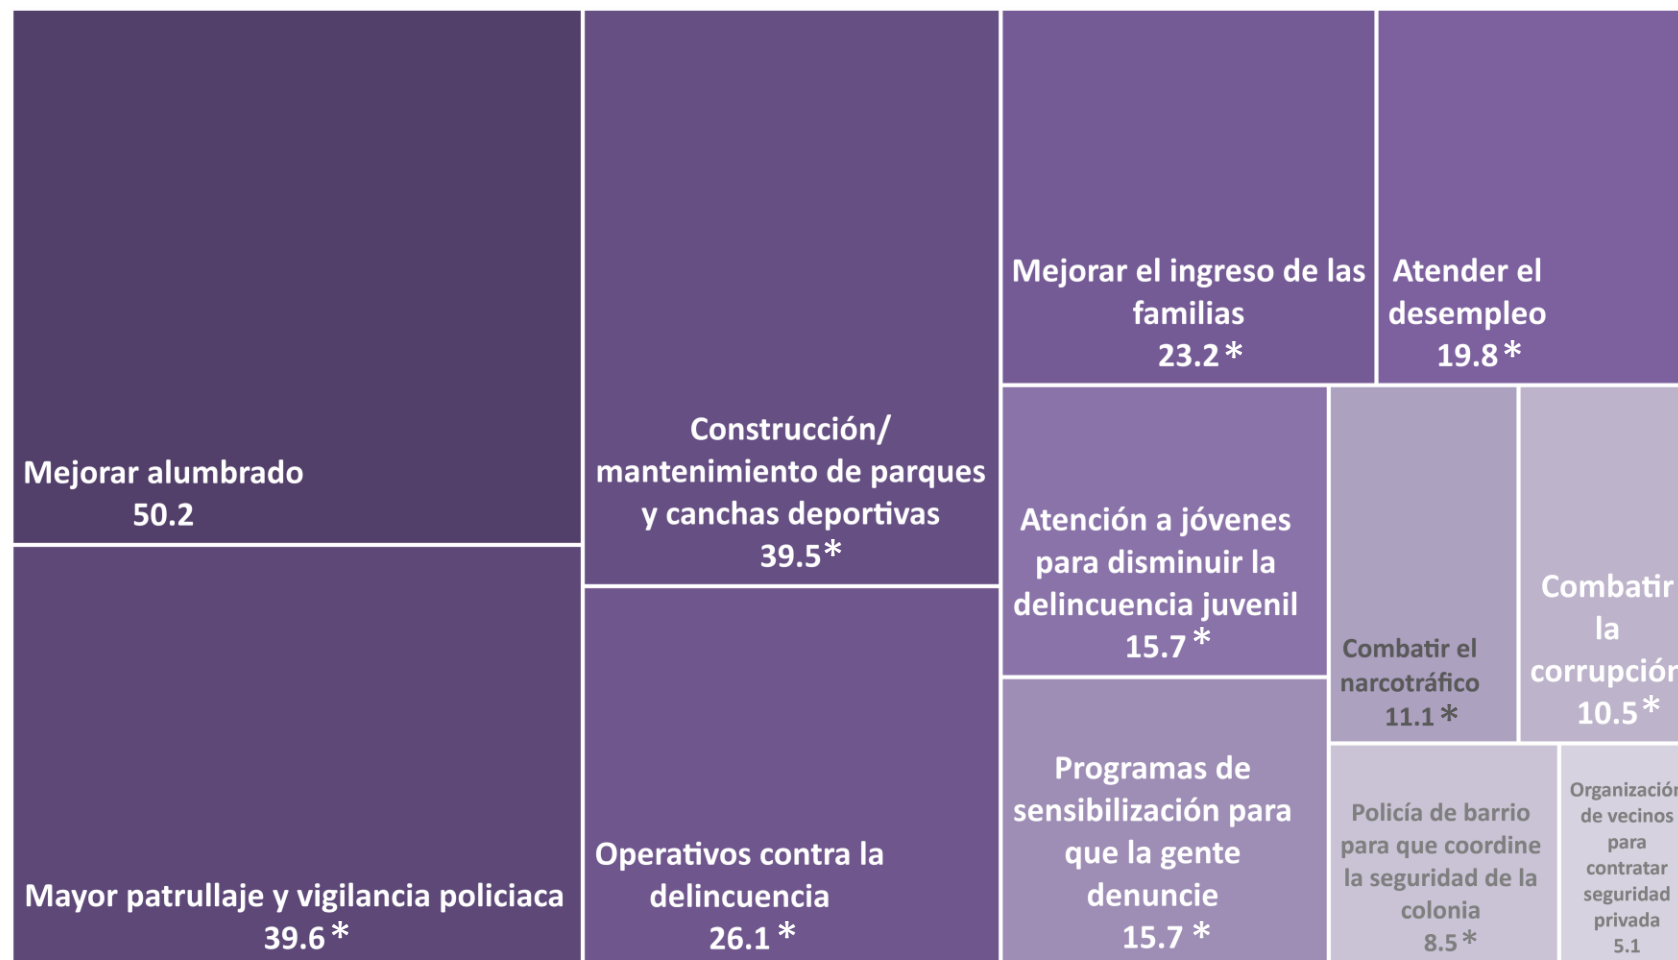 Mejorar alumbrado
50.2
Mayor patrullaje y vigilancia policiaca
39.6 *
Construcción/
mantenimiento de parques
y canchas deportivas
39.5*
Operativos contra la
delincuencia
26.1 *
Mejorar el ingreso de las
familias
23.2 *
Atender el
desempleo
19.8 *
Atención a jóvenes
para disminuir la
delincuencia juvenil
15.7 *
Programas de
sensibilización para
que la gente
denuncie
15.7 *
Combatir el
narcotráfico
11.1 *
Combatir
la
corrupción
10.5 *
Policía de barrio
para que coordine
la seguridad de la
colonia
8.5 *
Organización
de vecinos
para
contratar
seguridad
privada
5.1